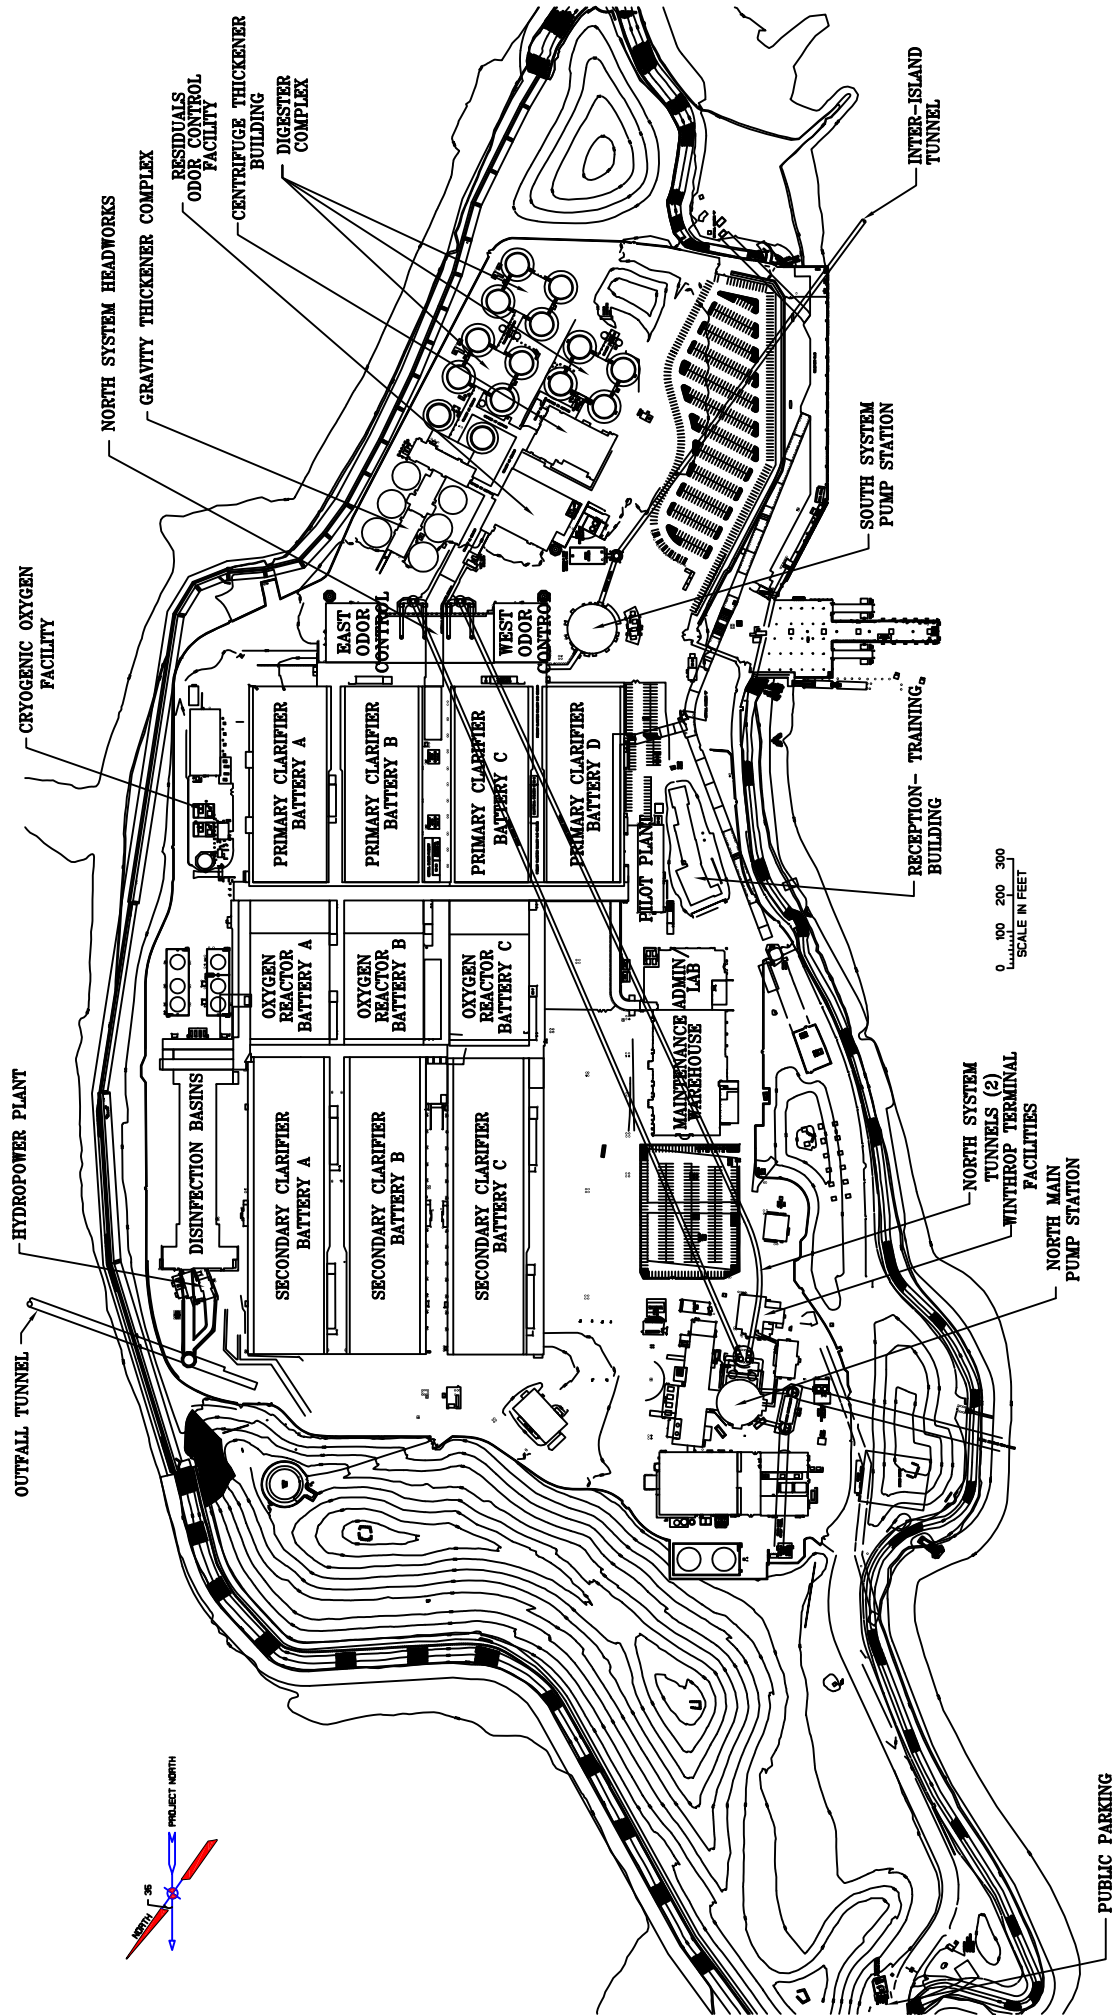 OUTFALL TUNNEL
HYDROPOWER PLANT
CRYOGENIC OXYGEN
FACILITY
NORTH SYSTEM HEADWORKS
GRAVITY THICKENER COMPLEX
RESIDUALS
ODOR CONTROL
FACILITY
CENTRIFUGE THICKENER
BUILDING
DIGESTER
COMPLEX
DISINFECTION BASINS
SECONDARY CLARIFIER
BATTERY A
SECONDARY CLARIFIER
BATTERY B
SECONDARY CLARIFIER
BATTERY C
OXYGEN
REACTOR
BATTERY A
OXYGEN
REACTOR
BATTERY B
OXYGEN
REACTOR
BATTERY C
PRIMARY CLARIFIER
BATTERY A
PRIMARY CLARIFIER
BATTERY B
PRIMARY CLARIFIER
BATTERY C
PRIMARY CLARIFIER
BATTERY D
EAST
ODOR
CONTROL
WEST
ODOR
CONTROL
PILOT PLANT
MAINTENANCE
WAREHOUSE
ADMIN
LAB
NORTH
36
PROJECT NORTH
PUBLIC PARKING
NORTH MAIN
PUMP STATION
NORTH SYSTEM
TUNNELS (2)
WINTHROP TERMINAL
FACILITIES
0 100 200 300
SCALE IN FEET
RECEPTION- TRAINING
BUILDING
SOUTH SYSTEM
PUMP STATION
INTER-ISLAND
TUNNEL